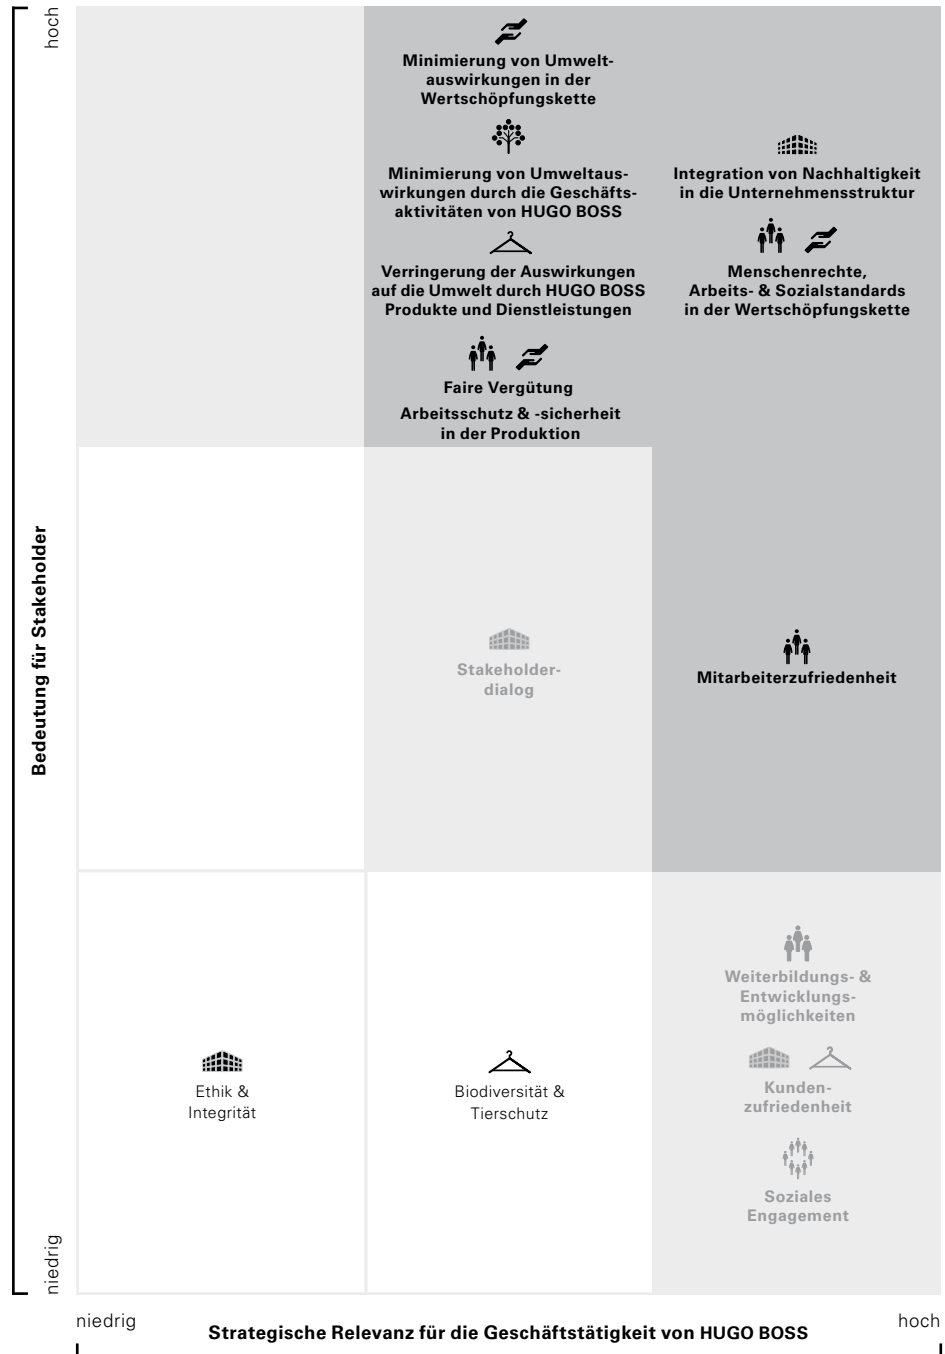 hoch
Minimierung von Umwelt-
auswirkungen in der
Wertschöpfungskette
Minimierung von Umweltaus-
wirkungen durch die Geschäfts-
aktivitäten von HUGO BOSS
Verringerung der Auswirkungen
auf die Umwelt durch HUGO BOSS
Produkte und Dienstleistungen
Faire Vergütung
Arbeitsschutz & -sicherheit
in der Produktion
Integration von Nachhaltigkeit
in die Unternehmensstruktur
Menschenrechte,
Arbeits- & Sozialstandards
in der Wertschöpfungskette
Bedeutung für Stakeholder
Stakeholder-
dialog
Mitarbeiterzufriedenheit
Ethik &
Integrität
Biodiversität &
Tierschutz
Weiterbildungs- &
Entwicklungs-
möglichkeiten
Kunden-
zufriedenheit
Soziales
Engagement
niedrig
niedrig
Strategische Relevanz für die Geschäftstätigkeit von HUGO BOSS
hoch